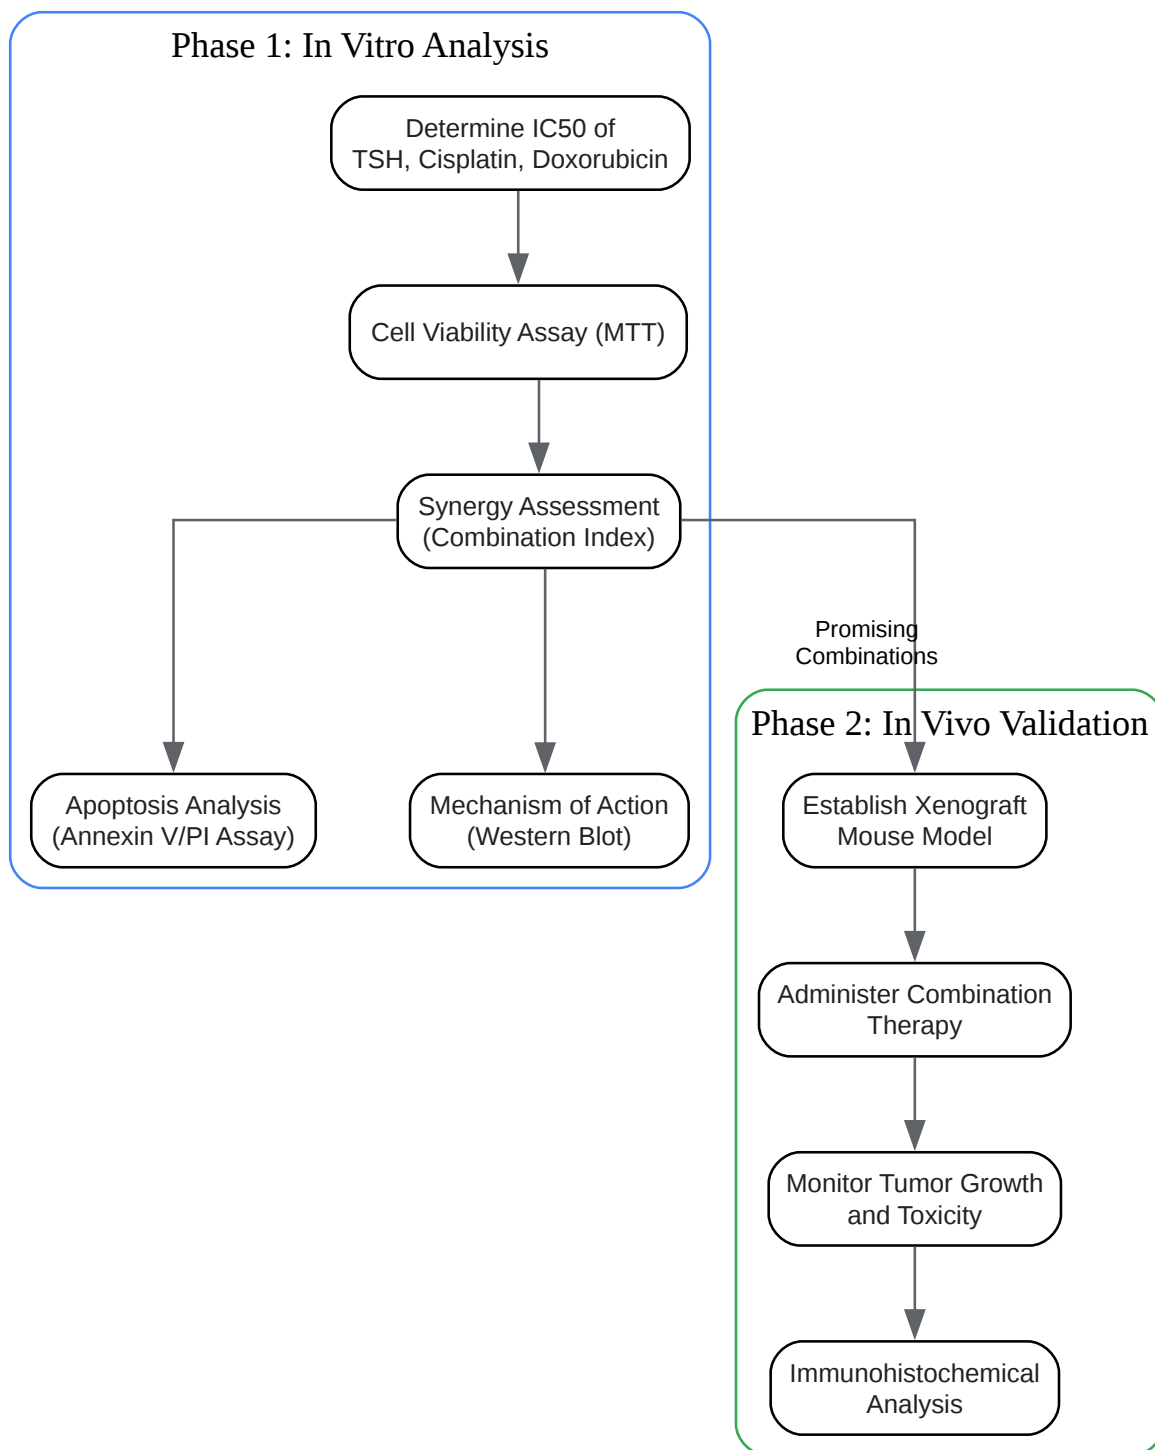 Phase 1: In Vitro Analysis
Determine IC50 of
TSH, Cisplatin, Doxorubicin
Cell Viability Assay (MTT)
Synergy Assessment
(Combination Index)
Promising
Combinations
Apoptosis Analysis
(Annexin V/PI Assay)
Mechanism of Action
(Western Blot)
Phase 2: In Vivo Validation
Establish Xenograft
Mouse Model
Administer Combination
Therapy
Monitor Tumor Growth
and Toxicity
Immunohistochemical
Analysis